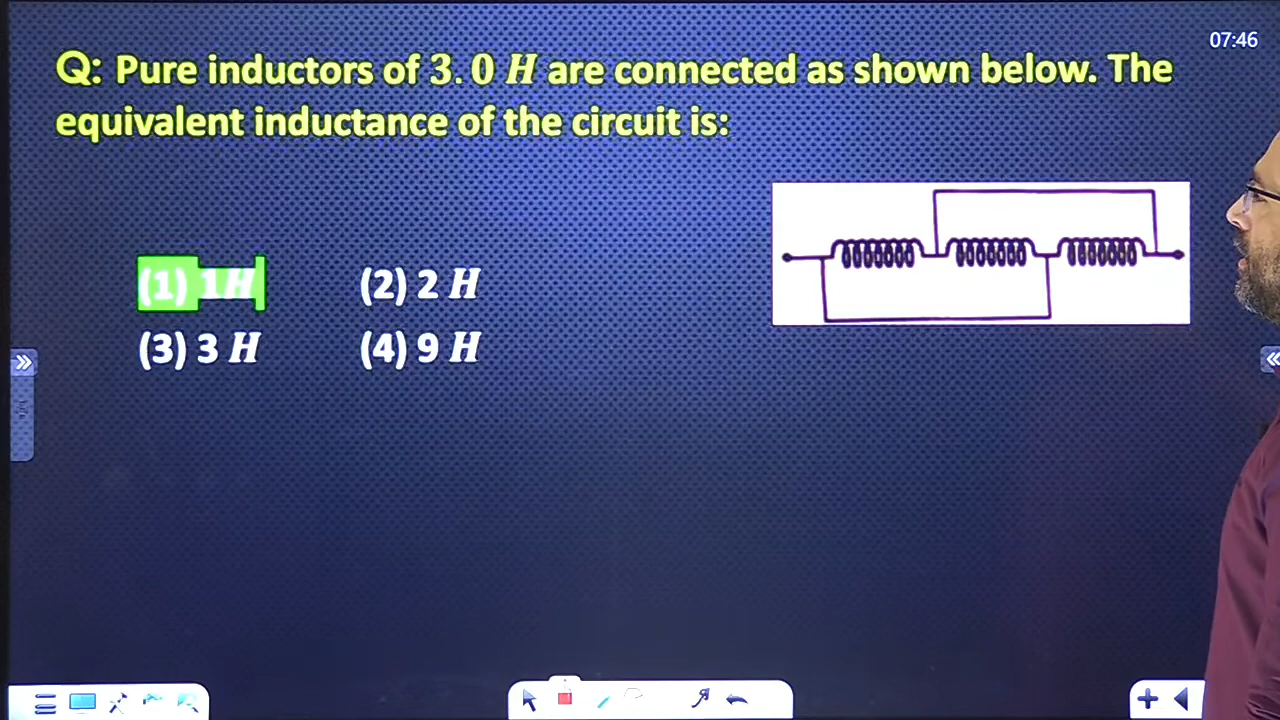 07:46
Q: Pure inductors of 3.0 H are connected as shown below. The
equivalent inductance of the circuit is:
(1) 1H (2) 2 H
(3) 3 H (4) 9 H